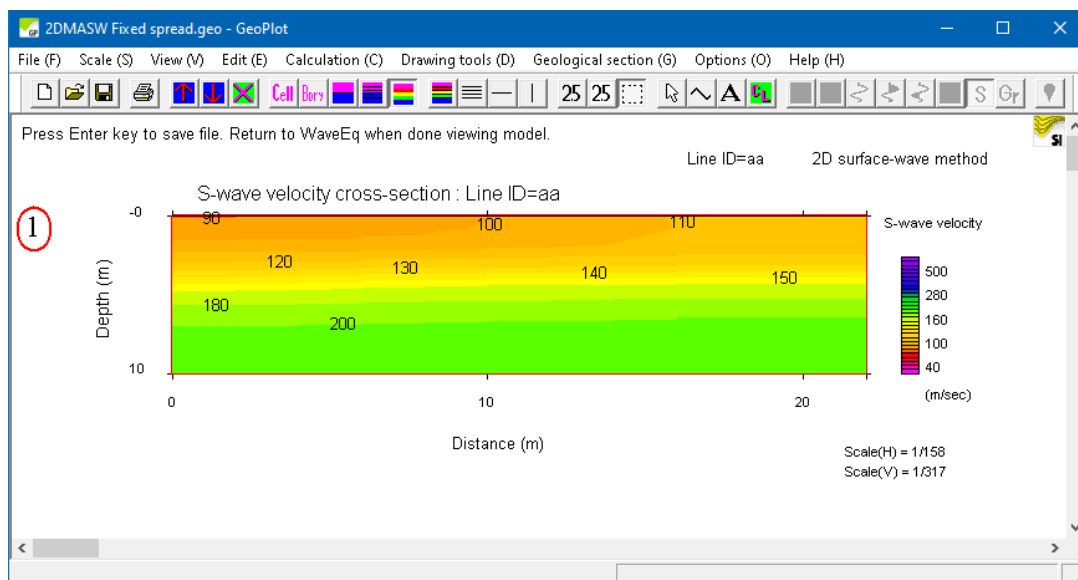 2DMASW Fixed spread.geo - GeoPlot
File (F) Scale (S) View (V) Edit (E) Calculation (C) Drawing tools (D) Geological section (G) Options (O) Help (H)
Cell Bory 25 25 A S Gr
Press Enter key to save file. Return to WaveEq when done viewing model.
SI
Line ID=aa 2D surface-wave method
S-wave velocity cross-section : Line ID=aa
1
-0
90 100 110
S-wave velocity
120 130 140 150
180
200
Depth (m)
10
500
280
160
100
40
(m/sec)
0 10 20
Distance (m)
Scale(H) = 1/158
Scale(V) = 1/317